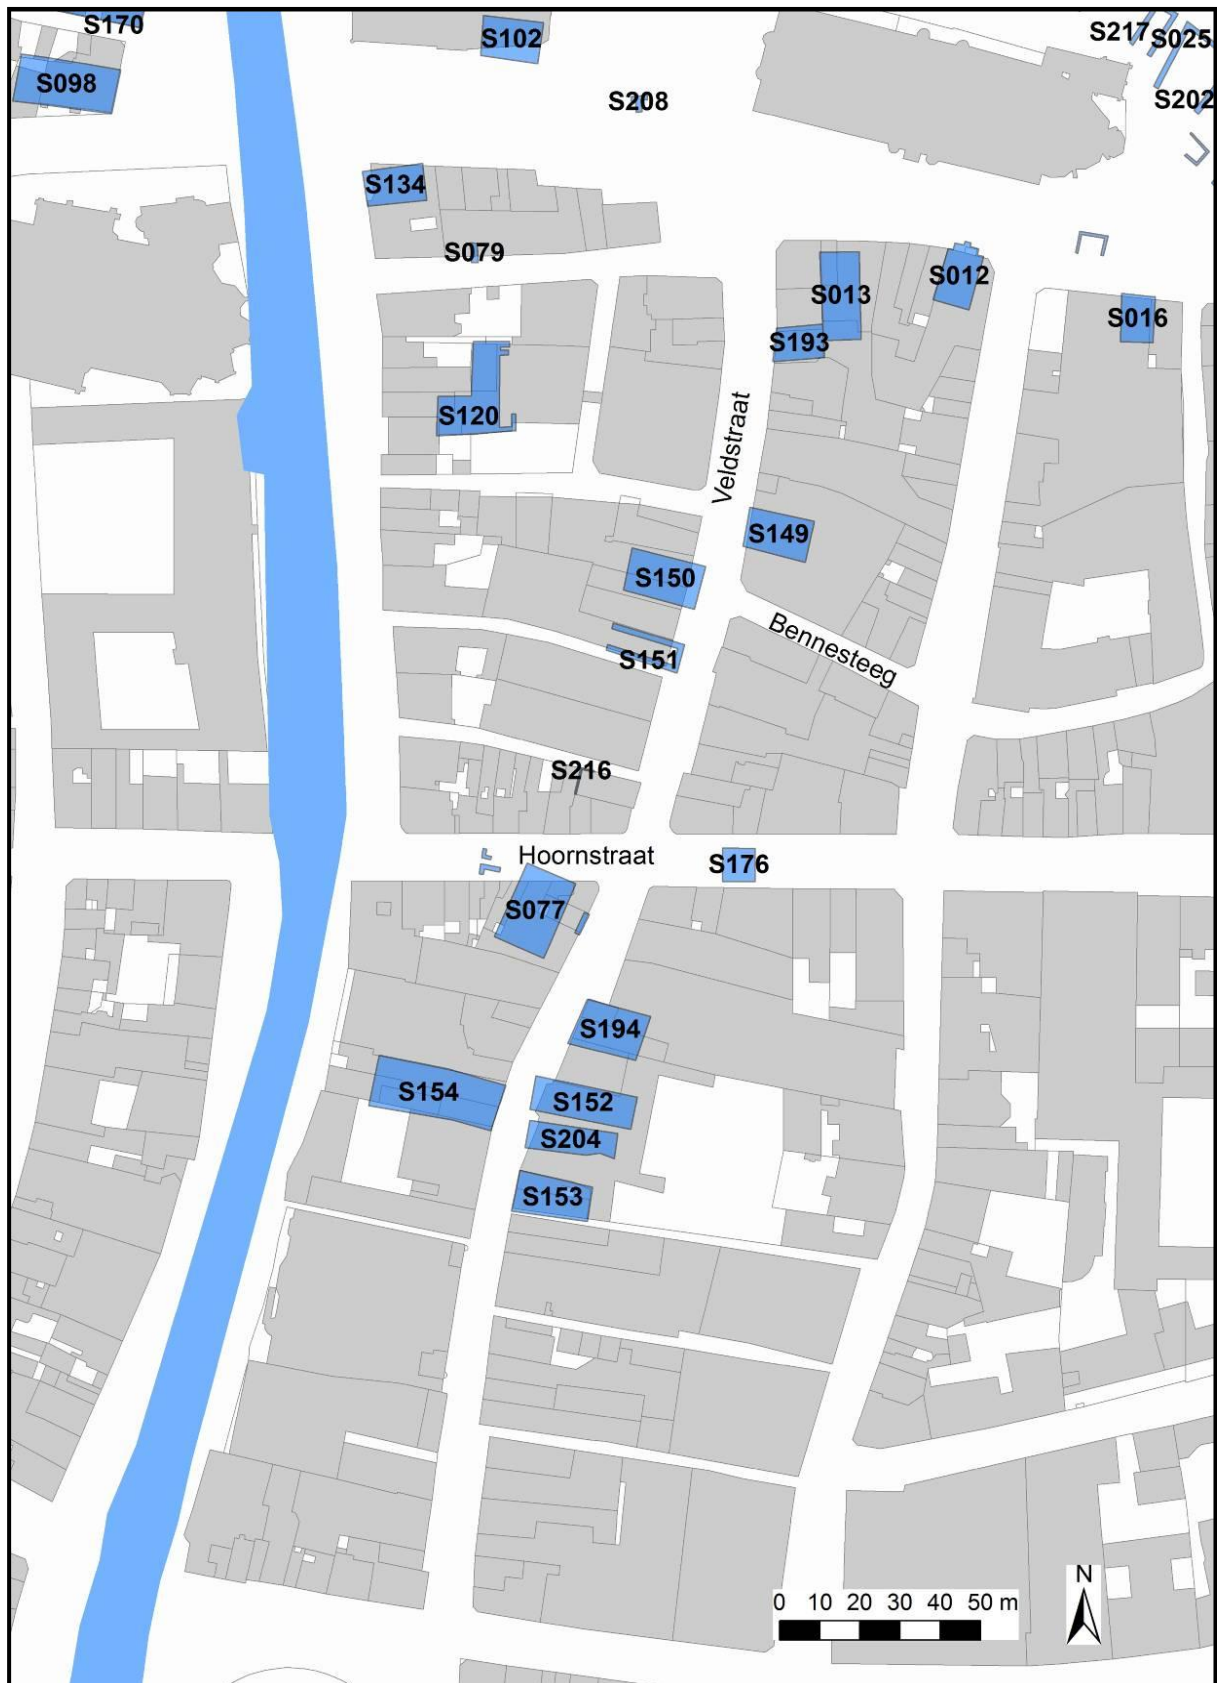 S170
S102
S217
S025
S098
S208
S202
S134
S079
S012
S013
S016
S193
S120
Veldstraat
S149
S150
Bennesteeg
S151
S216
Hoornstraat
S176
S077
S194
S154
S152
S204
S153
N
0 10 20 30 40 50 m